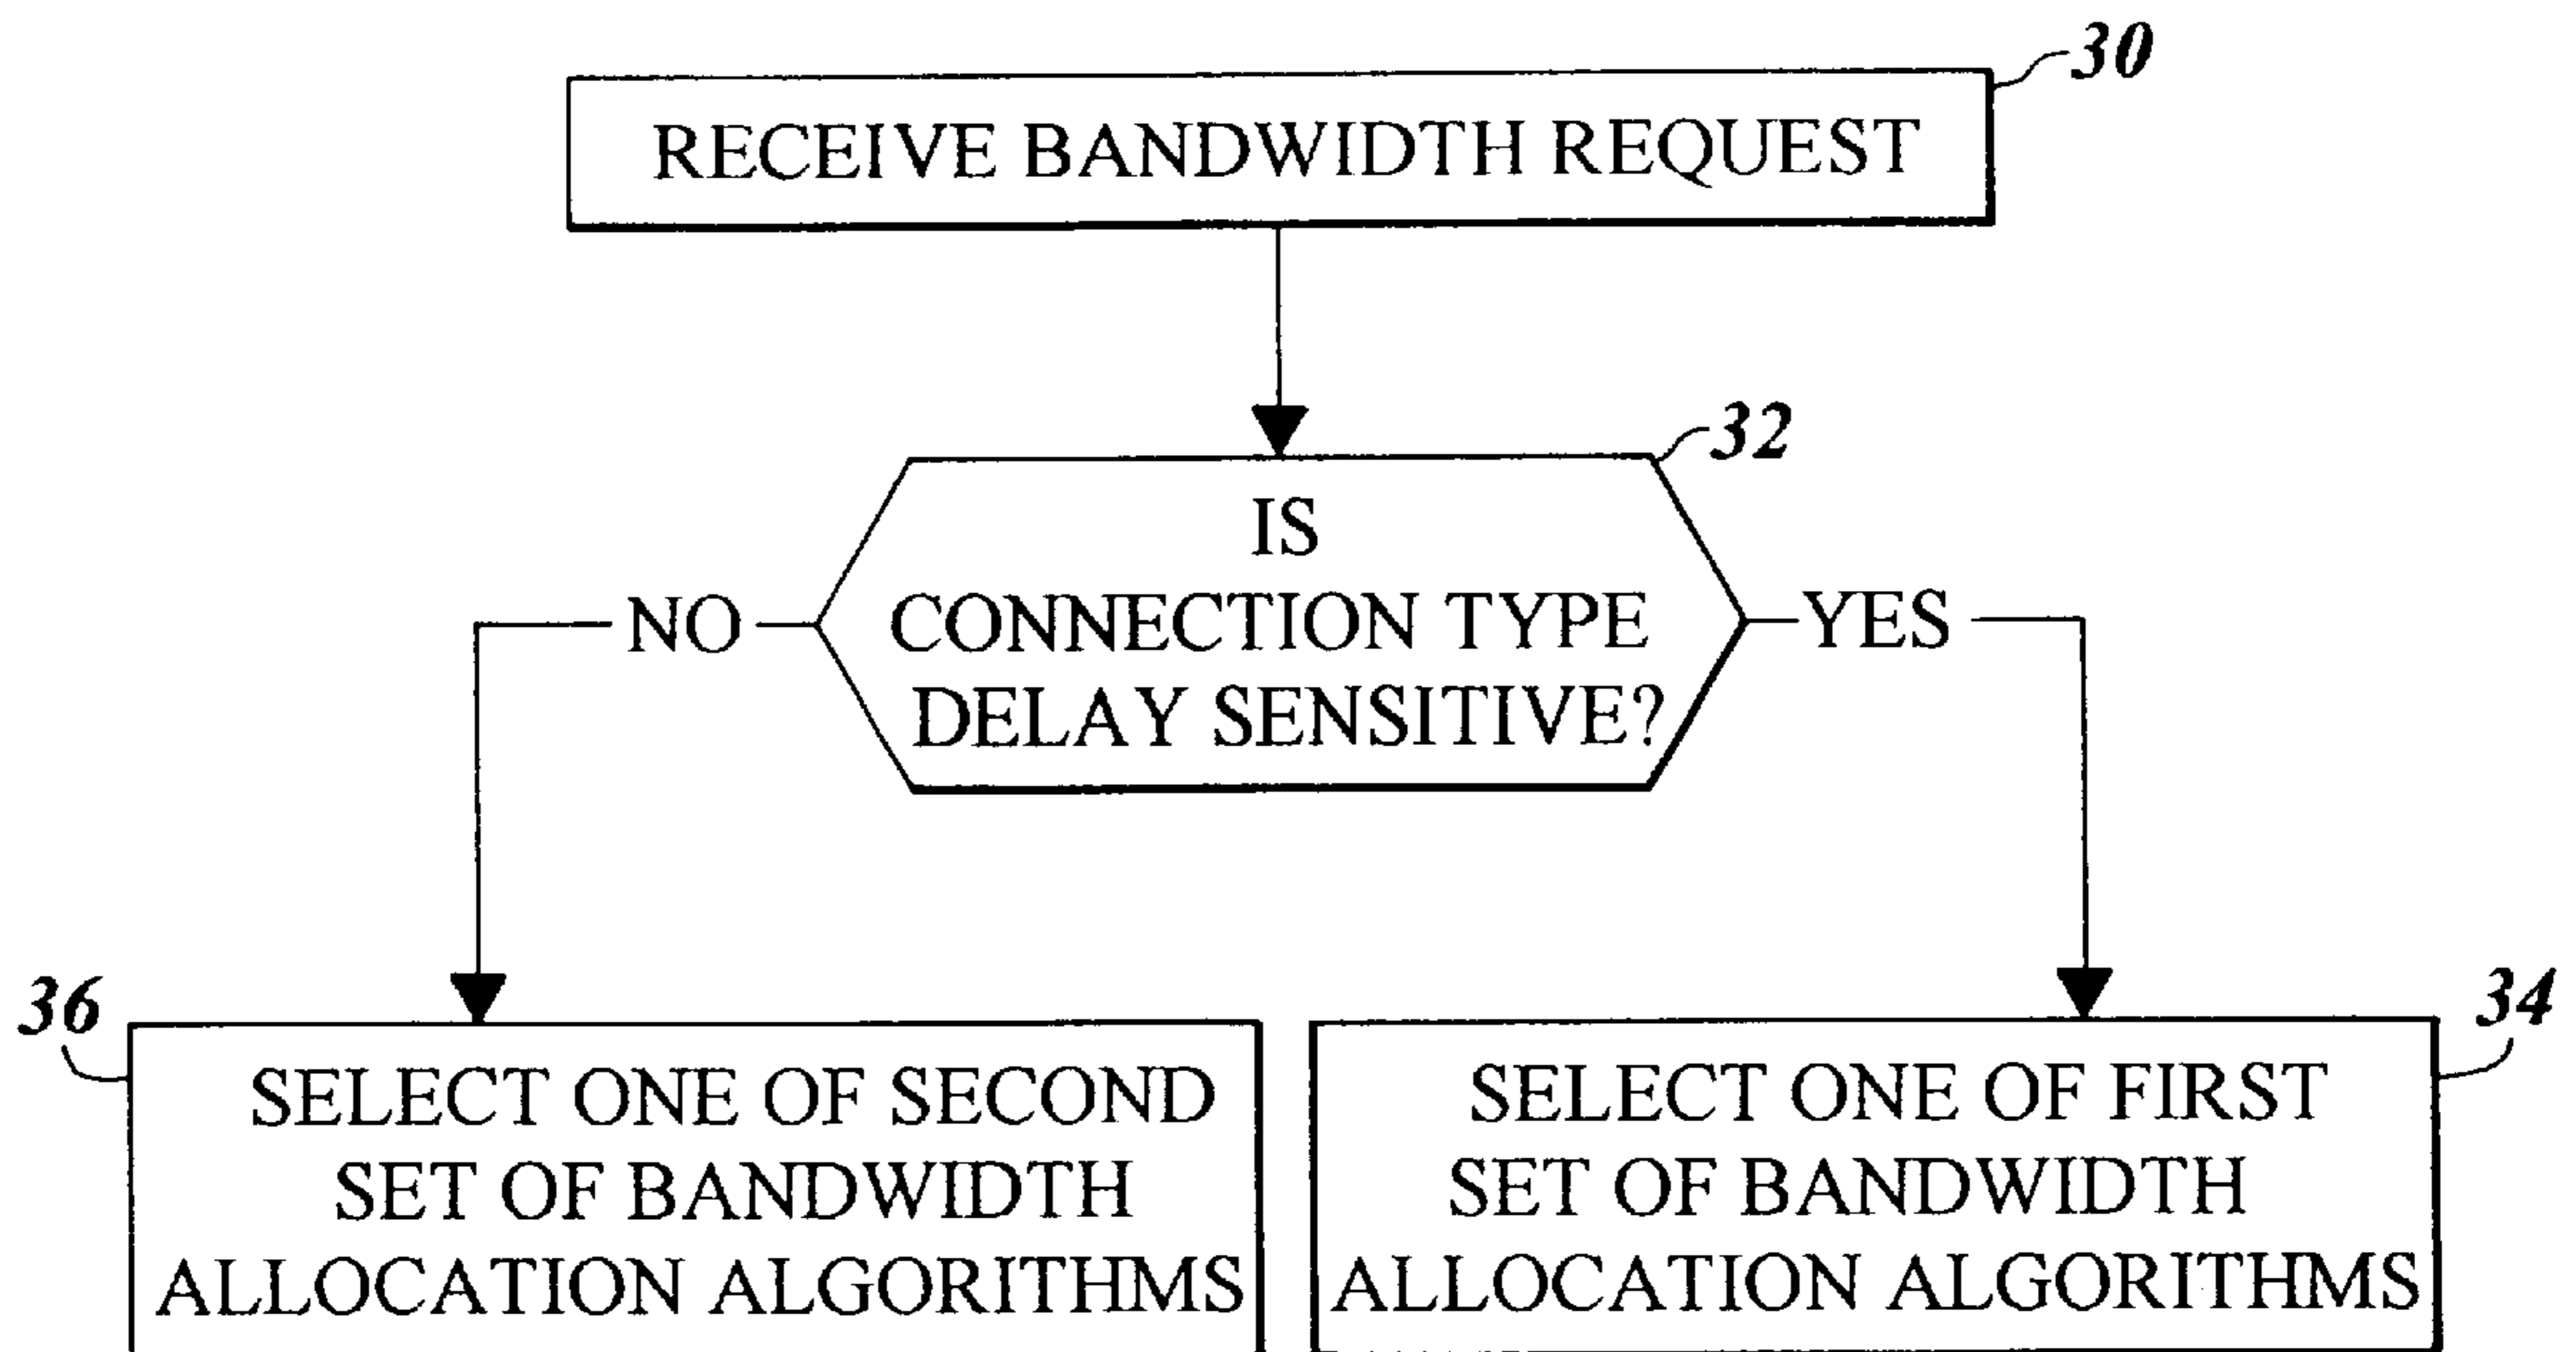 30
RECEIVE BANDWIDTH REQUEST
32
IS
CONNECTION TYPE
DELAY SENSITIVE?
NO
YES
36
SELECT ONE OF SECOND
SET OF BANDWIDTH
ALLOCATION ALGORITHMS
34
SELECT ONE OF FIRST
SET OF BANDWIDTH
ALLOCATION ALGORITHMS